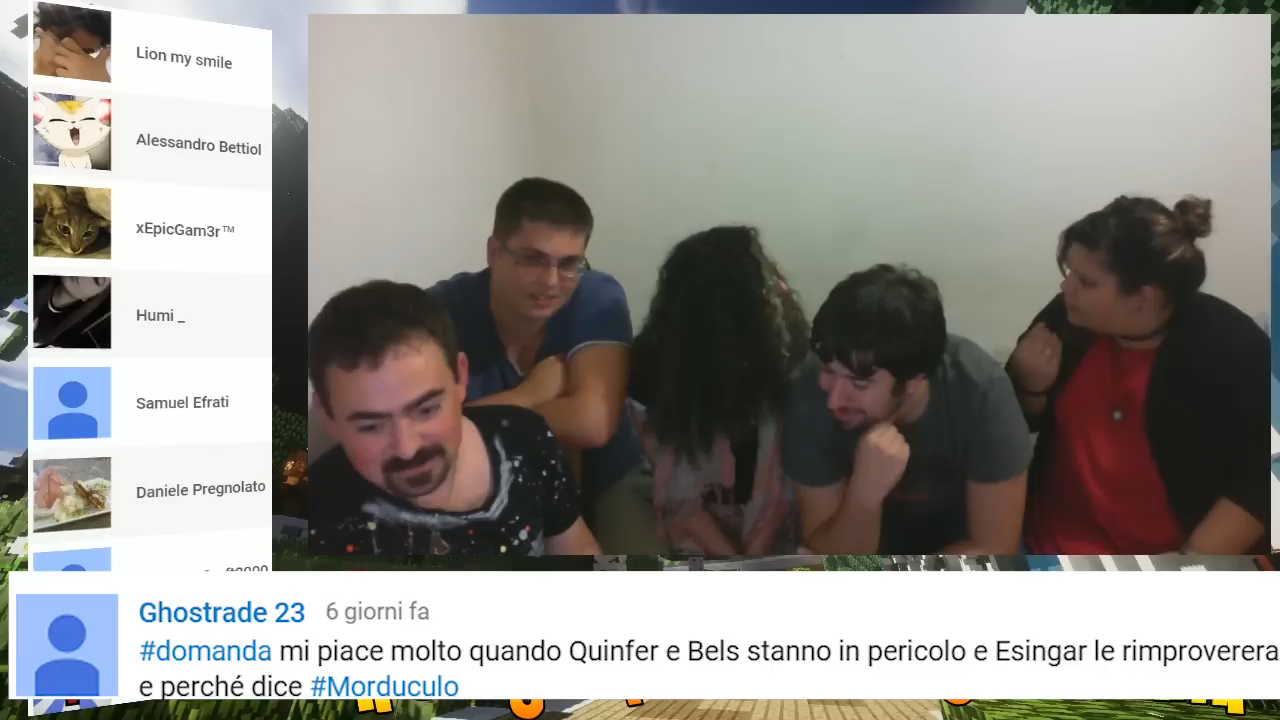 Lion my smile
Alessandro Bettiol
xEpicGam3r™
Humi _
Samuel Efrati
Daniele Pregnolato
Ghostrade 23 6 giorni fa
#domanda mi piace molto quando Quinfer e Bels stanno in pericolo e Esingar le rimproverera
e perché dice #Morduculo